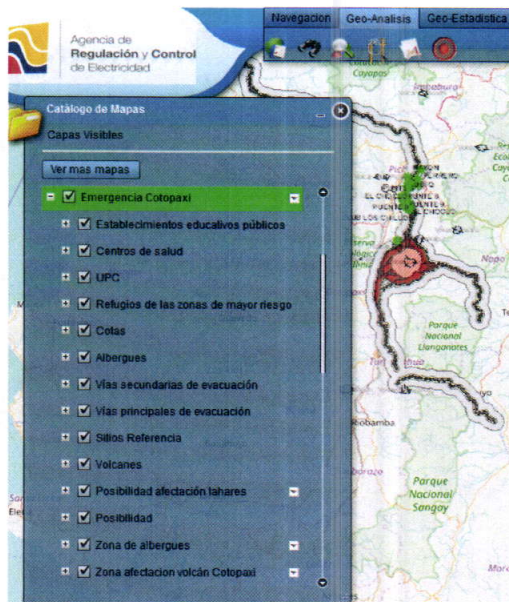 Navegacion
Geo-Analisis
Geo-Estadistica
Agencia de
Regulación y Control
de Electricidad
Catálogo de Mapas
Capas Visibles
Ver mas mapas
Emergencia Cotopaxi
Establecimientos educativos públicos
Centros de salud
UPC
Refugios de las zonas de mayor riesgo
Cotas
Albergues
Vías secundarias de evacuación
Vías principales de evacuación
Sitios Referencia
Volcanes
Posibilidad afectación lahares
Posibilidad
Zona de albergues
Zona afectacion volcán Cotopaxi
Cayapas
Imbabura
Napo
Parque
Nacional
Llanganates
Riobamba
Parque
Nacional
Sangay